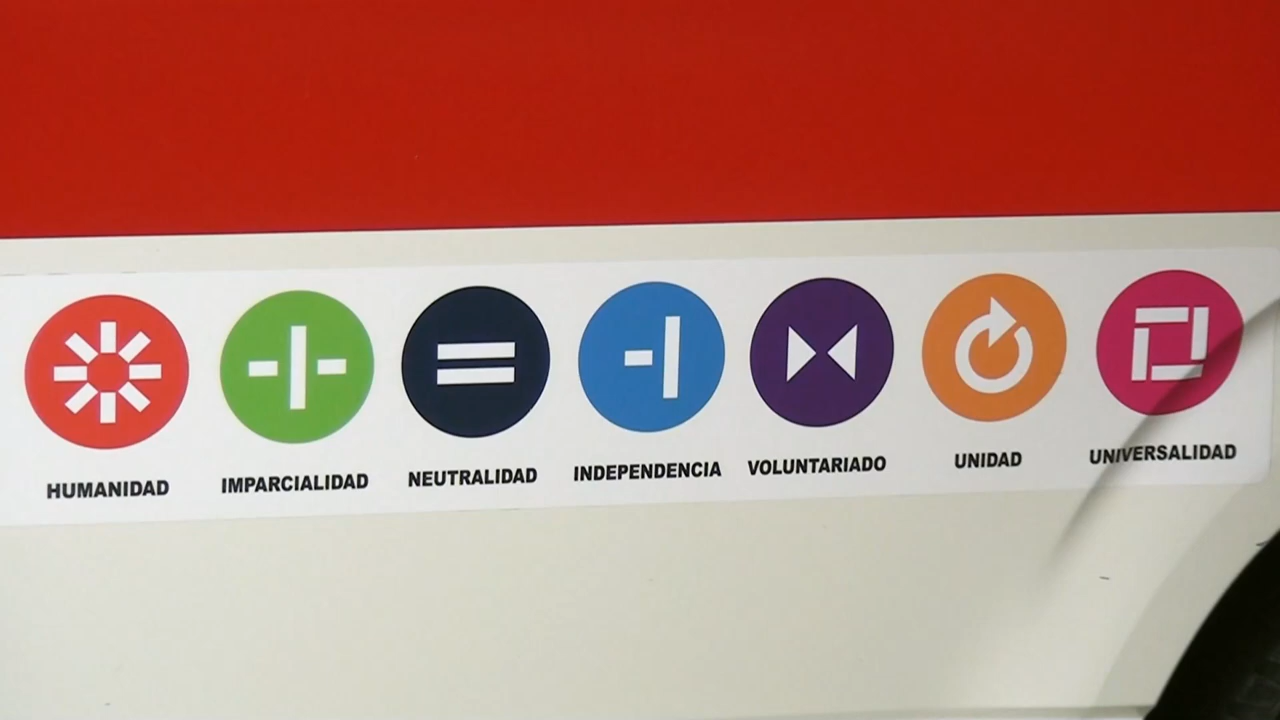 HUMANIDAD
IMPARCIALIDAD
NEUTRALIDAD
INDEPENDENCIA
VOLUNTARIADO
UNIDAD
UNIVERSALIDAD